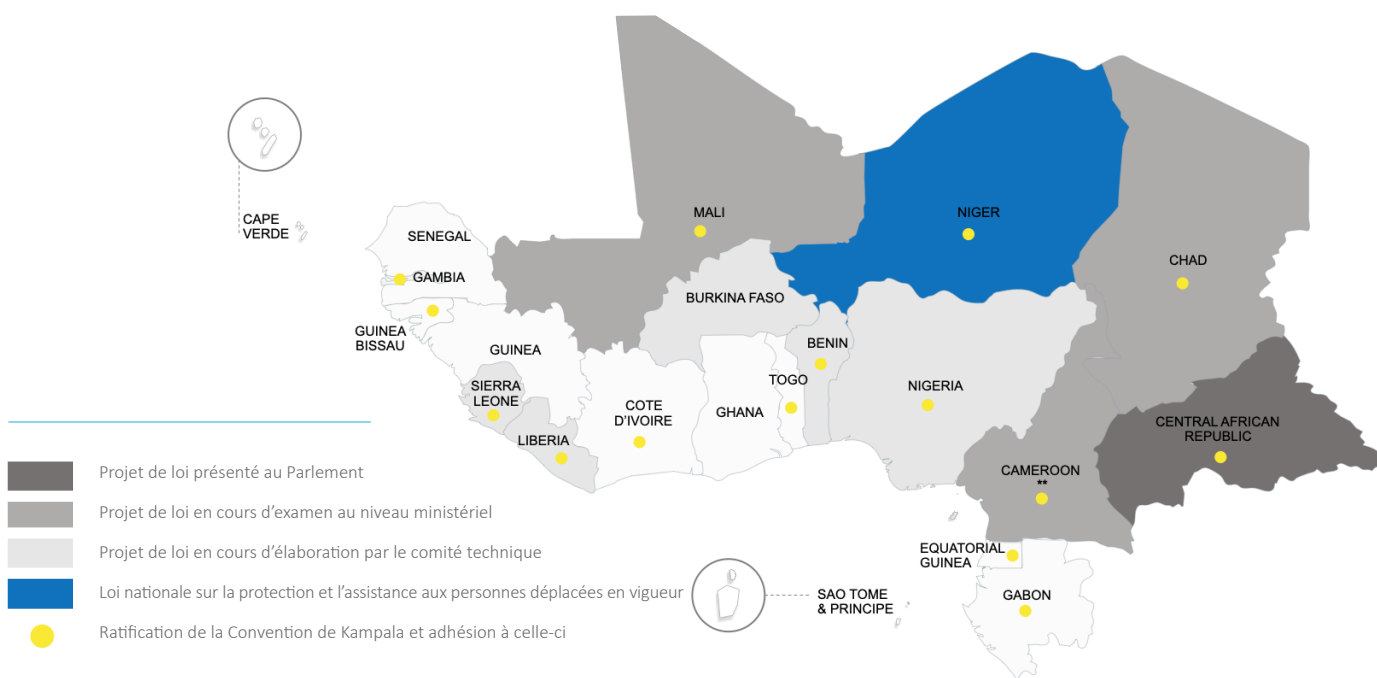 CAPE
VERDE
SENEGAL
GAMBIA
GUINEA
BISSAU
GUINEA
SIERRA
LEONE
LIBERIA
MALI
BURKINA FASO
COTE
D'IVOIRE
GHANA
TOGO
BENIN
NIGER
NIGERIA
CHAD
CENTRAL AFRICAN
REPUBLIC
CAMEROON
**
EQUATORIAL
GUINEA
GABON
SAO TOME
& PRINCIPE
Projet de loi présenté au Parlement
Projet de loi en cours d’examen au niveau ministériel
Projet de loi en cours d’élaboration par le comité technique
Loi nationale sur la protection et l’assistance aux personnes déplacées en vigueur
Ratification de la Convention de Kampala et adhésion à celle-ci